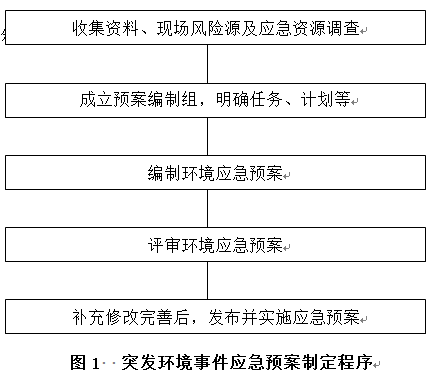 收集资料、现场风险源及应急资源调查
成立预案编制组，明确任务、计划等
编制环境应急预案
评审环境应急预案
补充修改完善后，发布并实施应急预案
图 1 突发环境事件应急预案制定程序